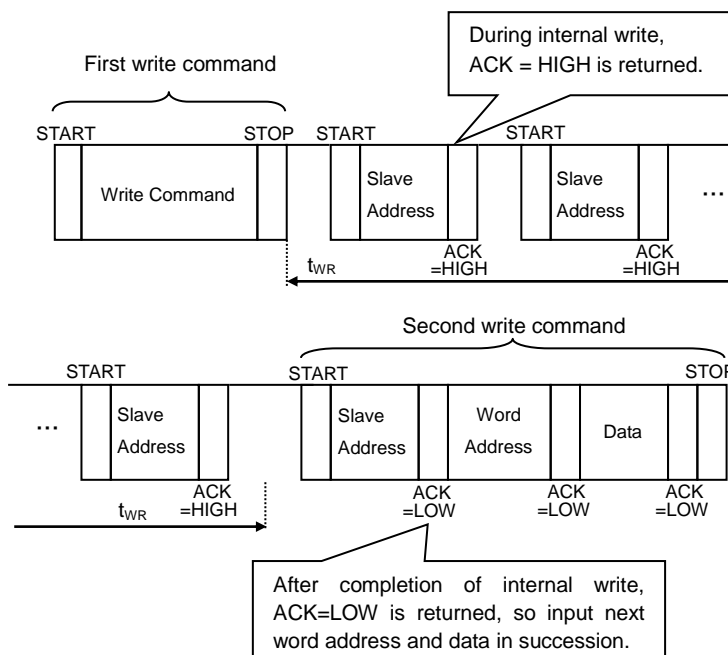 During internal write,
ACK = HIGH is returned.
First write command
START STOP START START
Write Command
Slave
Address
Slave
Address
...
ACK
=HIGH
ACK
=HIGH
tWR
Second write command
START START STOP
...
Slave
Address
Slave
Address
Word
Address
Data
ACK
=HIGH
ACK
=LOW
ACK
=LOW
ACK
=LOW
tWR
After completion of internal write,
ACK=LOW is returned, so input next
word address and data in succession.